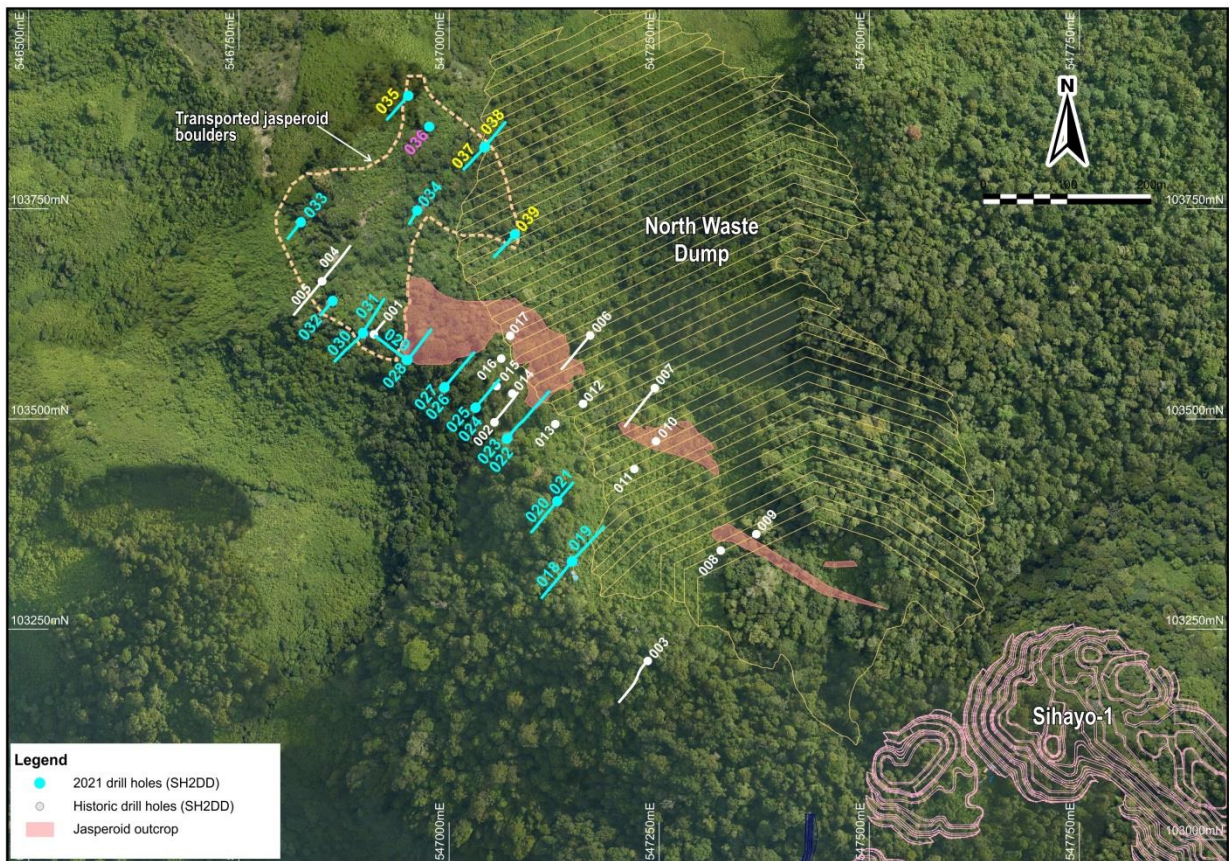 546500mE
546750mE
547000mE
547250mE
547500mE
547750mE
N
0 100 200m
103750mN
103750mN
Transported jasperoid
boulders
035
036
038
037
034
033
039
North Waste
Dump
004
005
032
031
030
001
029
028
017
016
006
015
014
027
026
025
024
002
012
007
103500mN
103500mN
013
023
022
010
011
021
020
009
008
019
018
103250mN
103250mN
003
Sihayo-1
Legend
2021 drill holes (SH2DD)
Historic drill holes (SH2DD)
Jasperoid outcrop
547000mE
547250mE
547500mE
547750mE
103000mN